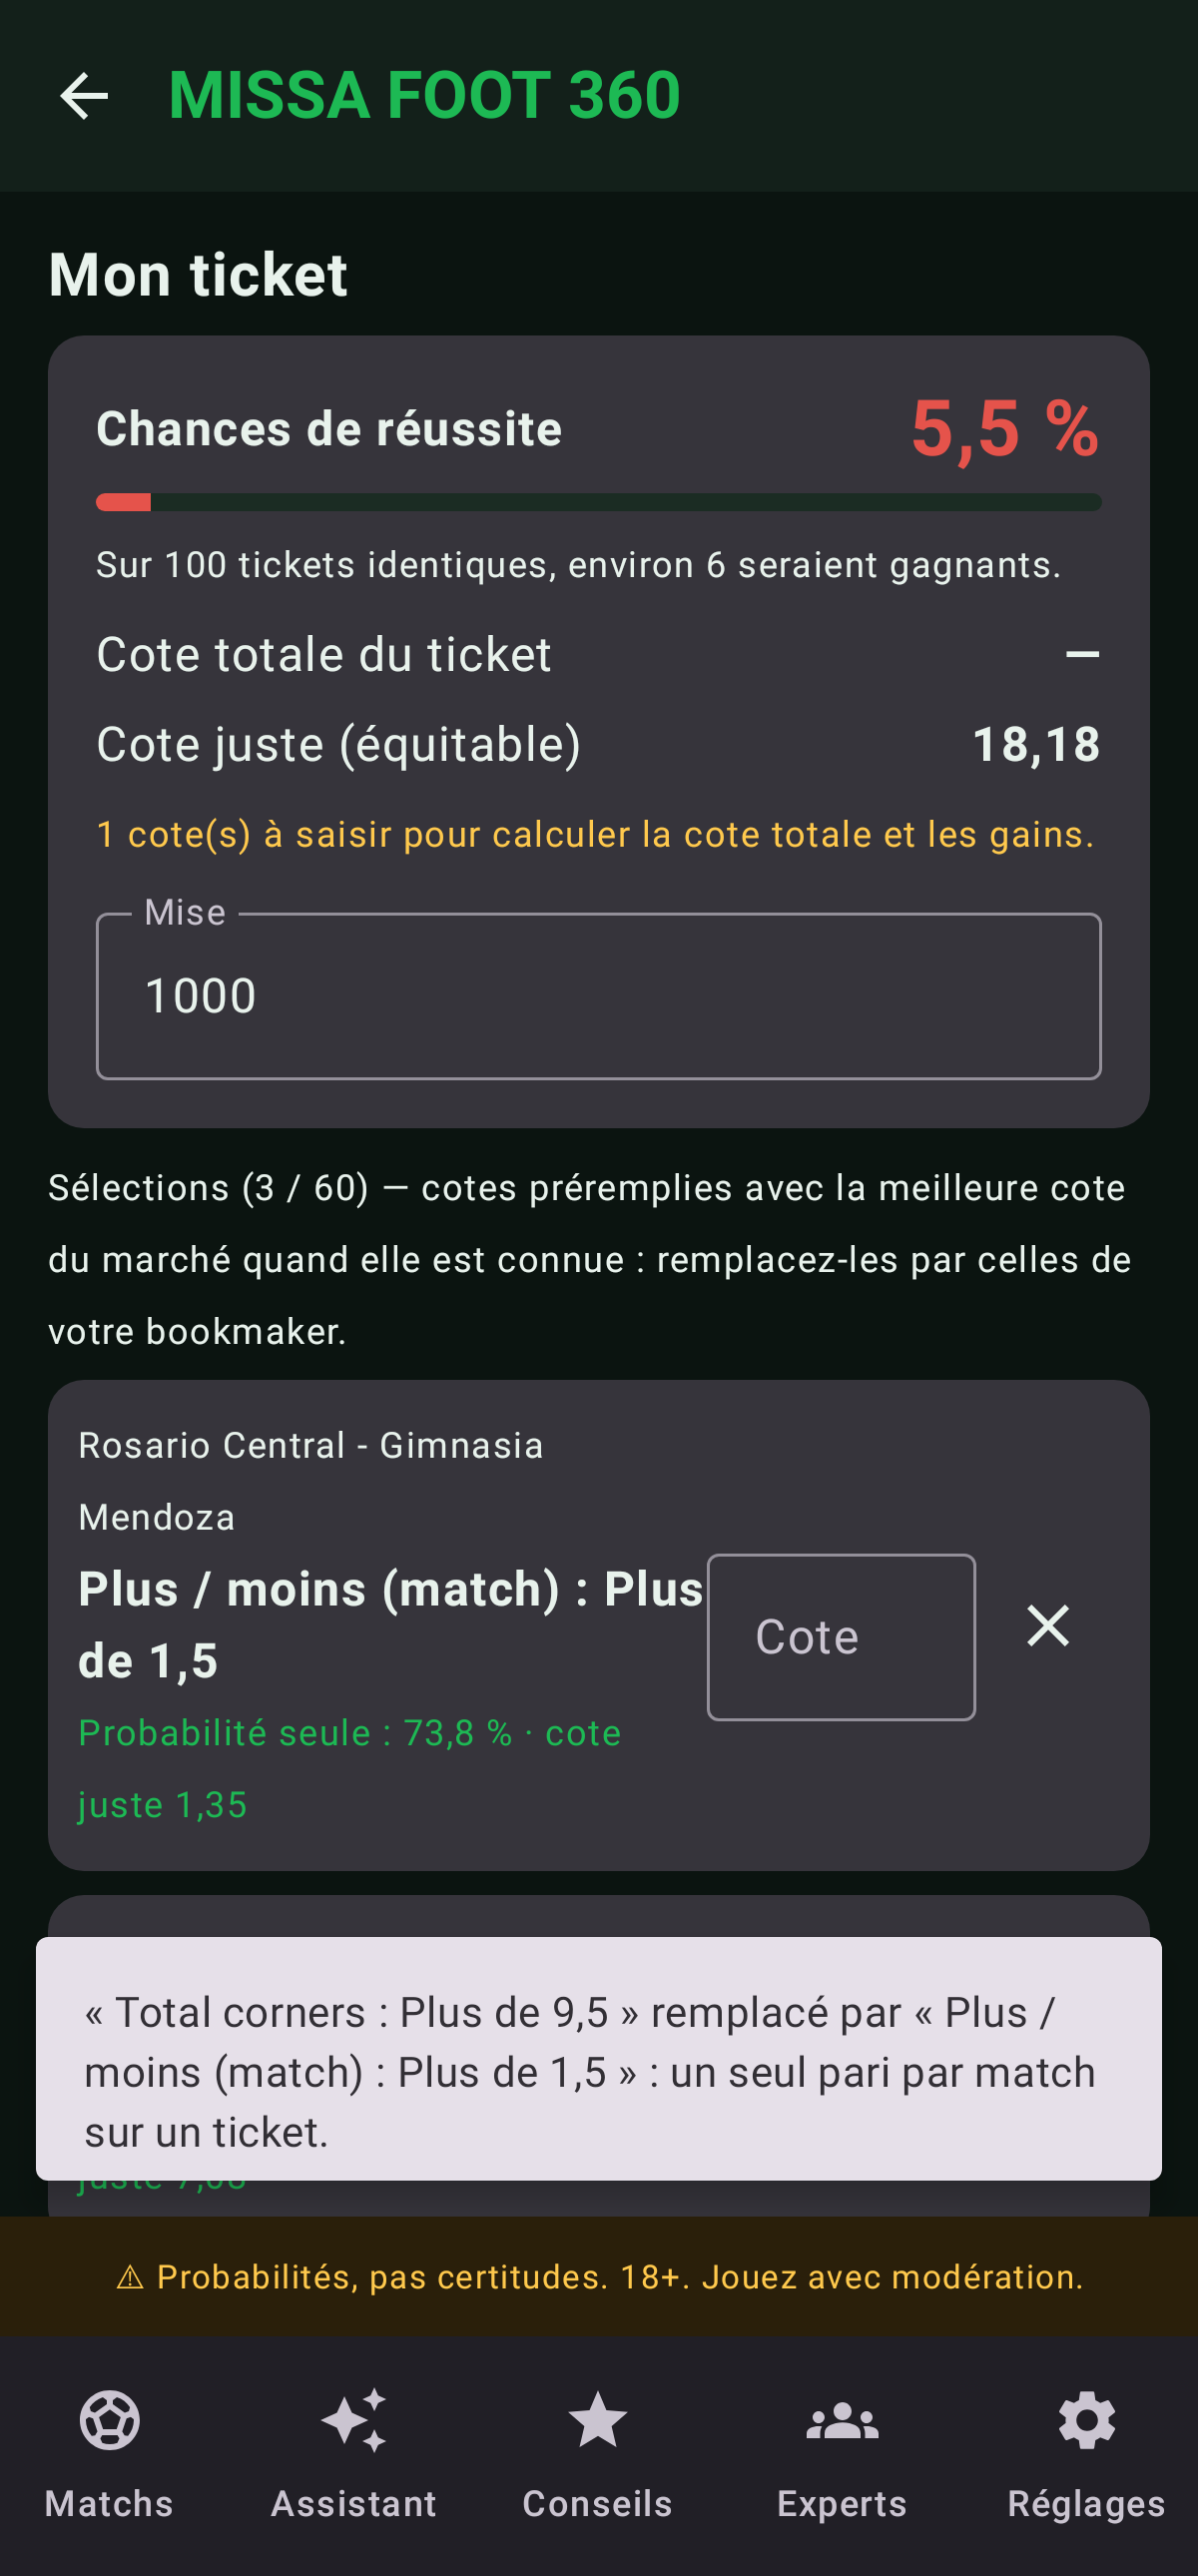 MISSA FOOT 360
Mon ticket
Chances de réussite
5,5 %
Sur 100 tickets identiques, environ 6 seraient gagnants.
Cote totale du ticket
—
Cote juste (équitable)
18,18
1 cote(s) à saisir pour calculer la cote totale et les gains.
Mise
1000
Sélections (3 / 60) — cotes préremplies avec la meilleure cote
du marché quand elle est connue : remplacez-les par celles de
votre bookmaker.
Rosario Central - Gimnasia
Mendoza
Plus / moins (match) : Plus
de 1,5
Cote
Probabilité seule : 73,8 % · cote
juste 1,35
« Total corners : Plus de 9,5 » remplacé par « Plus /
moins (match) : Plus de 1,5 » : un seul pari par match
sur un ticket.
⚠ Probabilités, pas certitudes. 18+. Jouez avec modération.
Matchs
Assistant
Conseils
Experts
Réglages